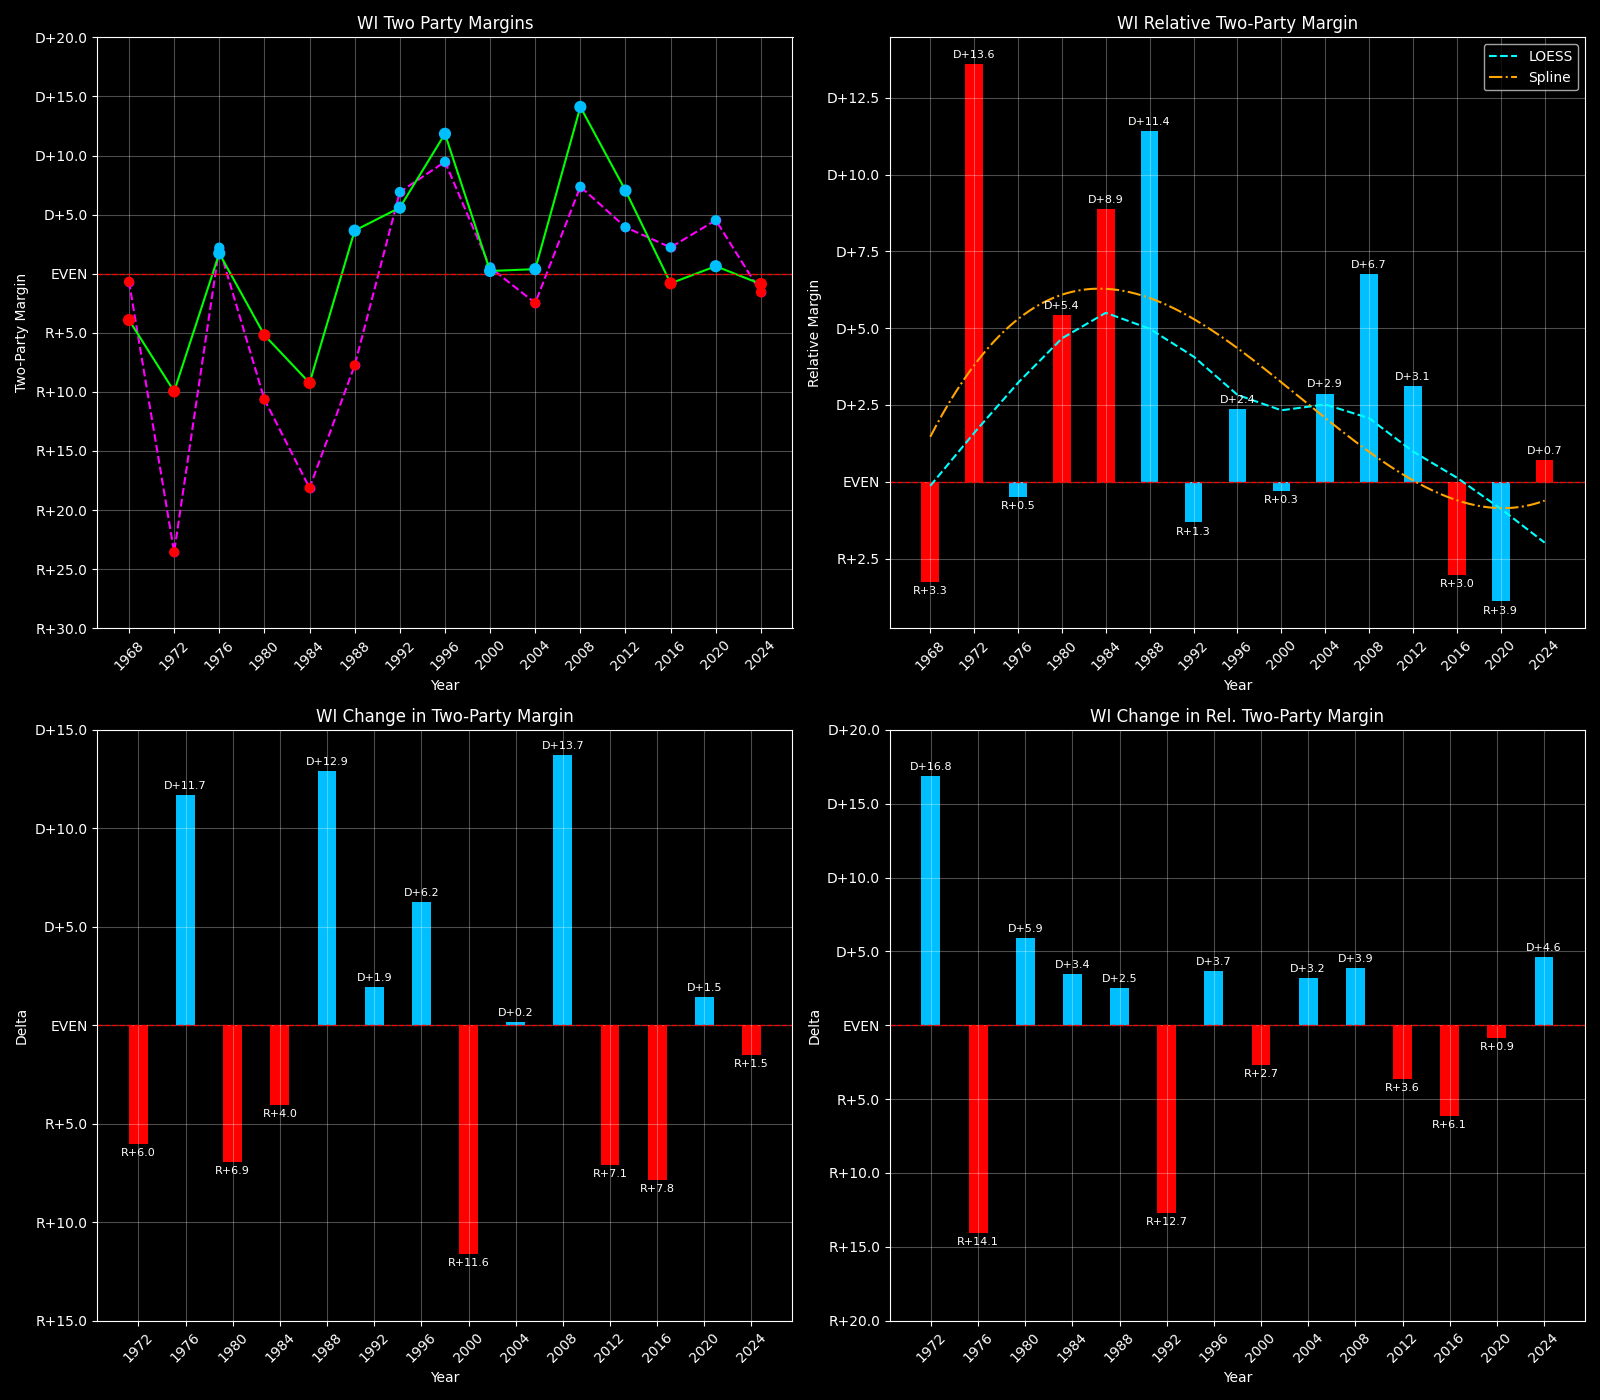 WI Two Party Margins
Two-Party Margin
D+20.0
D+15.0
D+10.0
D+5.0
EVEN
R+5.0
R+10.0
R+15.0
R+20.0
R+25.0
R+30.0
1968 1972 1976 1980 1984 1988 1992 1996 2000 2004 2008 2012 2016 2020 2024
Year
WI Relative Two-Party Margin
LOESS
Spline
Relative Margin
D+12.5
D+10.0
D+7.5
D+5.0
D+2.5
EVEN
R+2.5
R+3.3
D+13.6
R+0.5
D+5.4
D+8.9
D+11.4
R+1.3
D+2.4
R+0.3
D+2.9
D+6.7
D+3.1
R+3.0
R+3.9
D+0.7
1968 1972 1976 1980 1984 1988 1992 1996 2000 2004 2008 2012 2016 2020 2024
Year
WI Change in Two-Party Margin
Delta
D+15.0
D+10.0
D+5.0
EVEN
R+5.0
R+10.0
R+15.0
R+6.0
D+11.7
R+6.9
R+4.0
D+12.9
D+1.9
D+6.2
R+11.6
D+0.2
D+13.7
R+7.1
R+7.8
D+1.5
R+1.5
1972 1976 1980 1984 1988 1992 1996 2000 2004 2008 2012 2016 2020 2024
Year
WI Change in Rel. Two-Party Margin
Delta
D+20.0
D+15.0
D+10.0
D+5.0
EVEN
R+5.0
R+10.0
R+15.0
R+20.0
D+16.8
R+14.1
D+5.9
D+3.4
D+2.5
R+12.7
D+3.7
R+2.7
D+3.2
D+3.9
R+3.6
R+6.1
R+0.9
D+4.6
1972 1976 1980 1984 1988 1992 1996 2000 2004 2008 2012 2016 2020 2024
Year